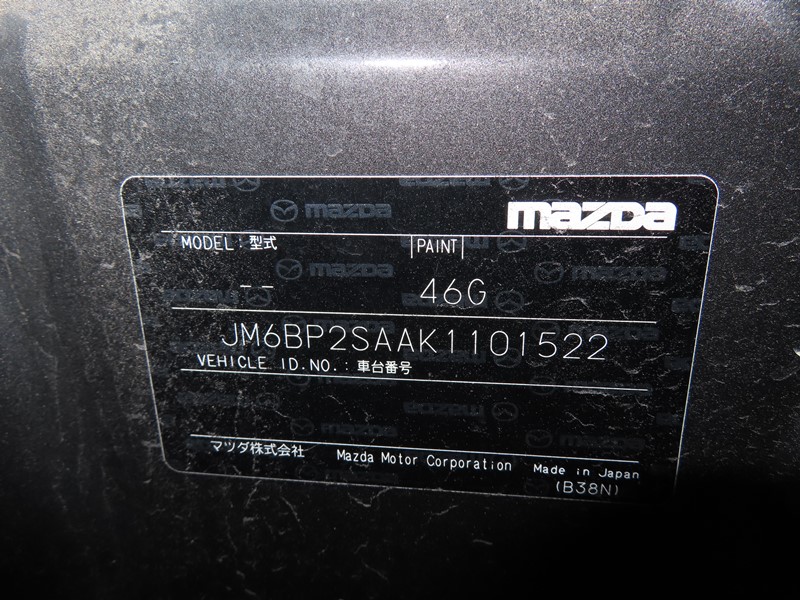 mazda
MODEL：型式 PAINT
-- 46G
JM6BP2SAAK1101522
VEHICLE ID.NO.：車台番号
マツダ株式会社 Mazda Motor Corporation Made in Japan
(B38N)